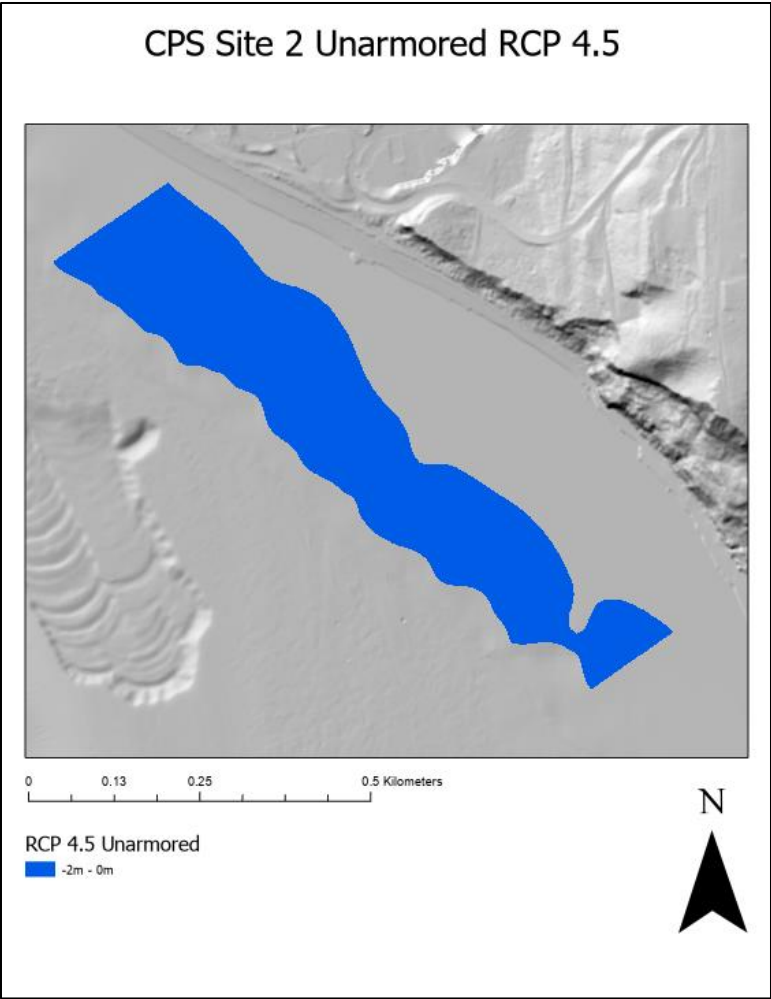 CPS Site 2 Unarmored RCP 4.5
0 0.13 0.25 0.5 Kilometers
N
RCP 4.5 Unarmored
-2m - 0m